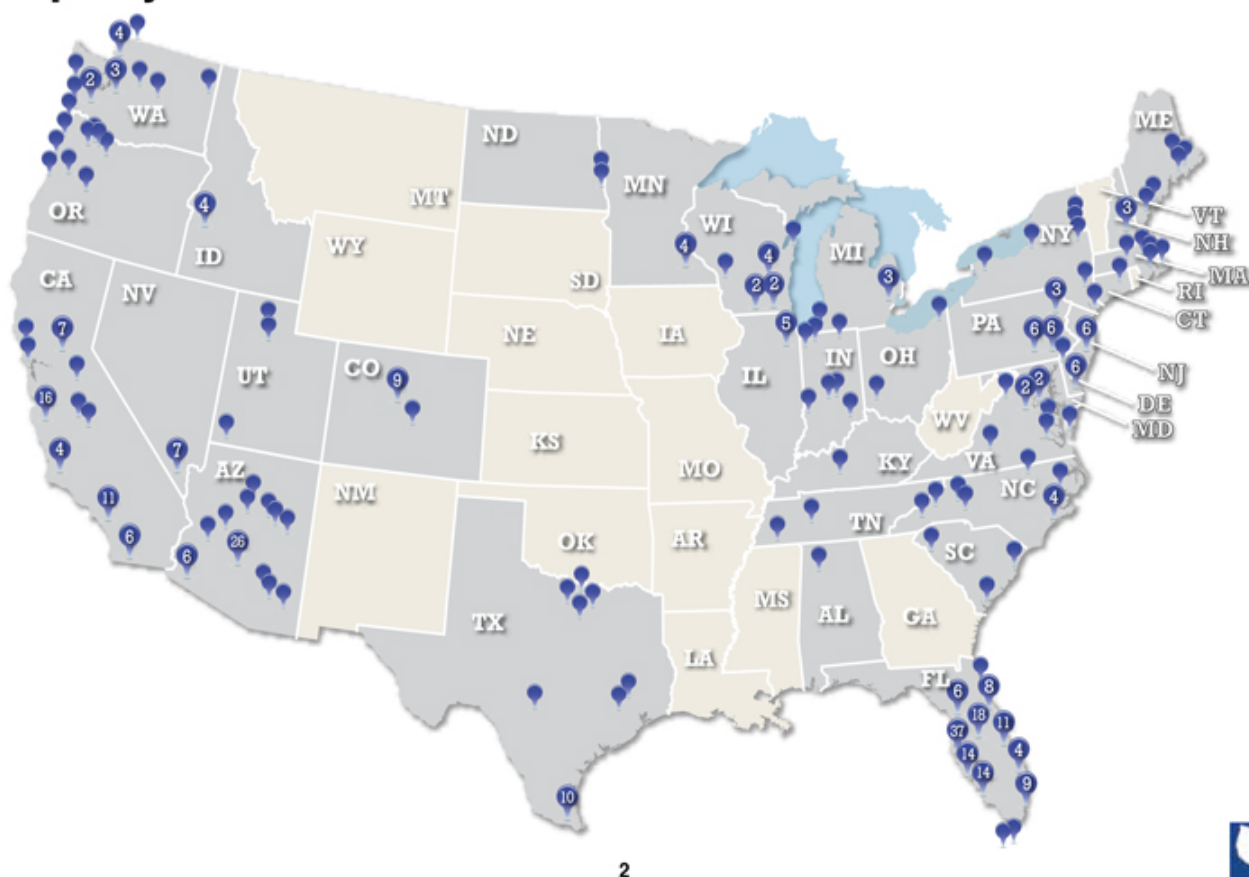 4
2
3
WA
ND
MN
ME
MT
OR
4
ID
WI
4
4
2
2
MI
3
NY
3
VT
NH
MA
RI
CT
WY
SD
CA
NV
7
16
4
11
6
UT
CO
9
7
NE
IA
5
IL
IN
OH
PA
3
6
6
6
6
NJ
DE
MD
2
2
KS
MO
WV
KY
VA
AZ
26
6
NM
OK
AR
TN
NC
4
SC
MS
AL
GA
TX
LA
10
FL
6
8
18
11
37
14
14
4
9
2